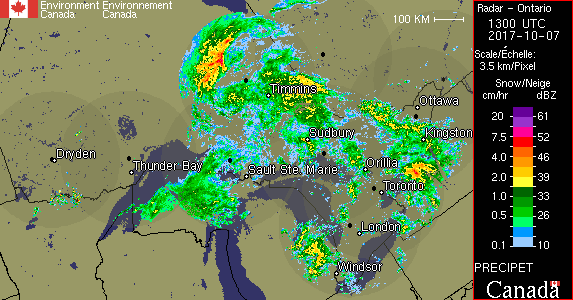 Environment Environnement
Canada Canada
100 KM
Radar - Ontario
1300 UTC
2017-10-07
Scale/Échelle:
3.5 km/Pixel
Snow/Neige
cm/hr dBZ
20 61
7.5 52
4.0 46
2.0 39
1.0 33
0.5 26
0.1 10
PRECIPET
Canada
Timmins
Ottawa
Sudbury
Kingston
Dryden
Thunder Bay
Sault Ste. Marie
Orillia
Toronto
London
Windsor